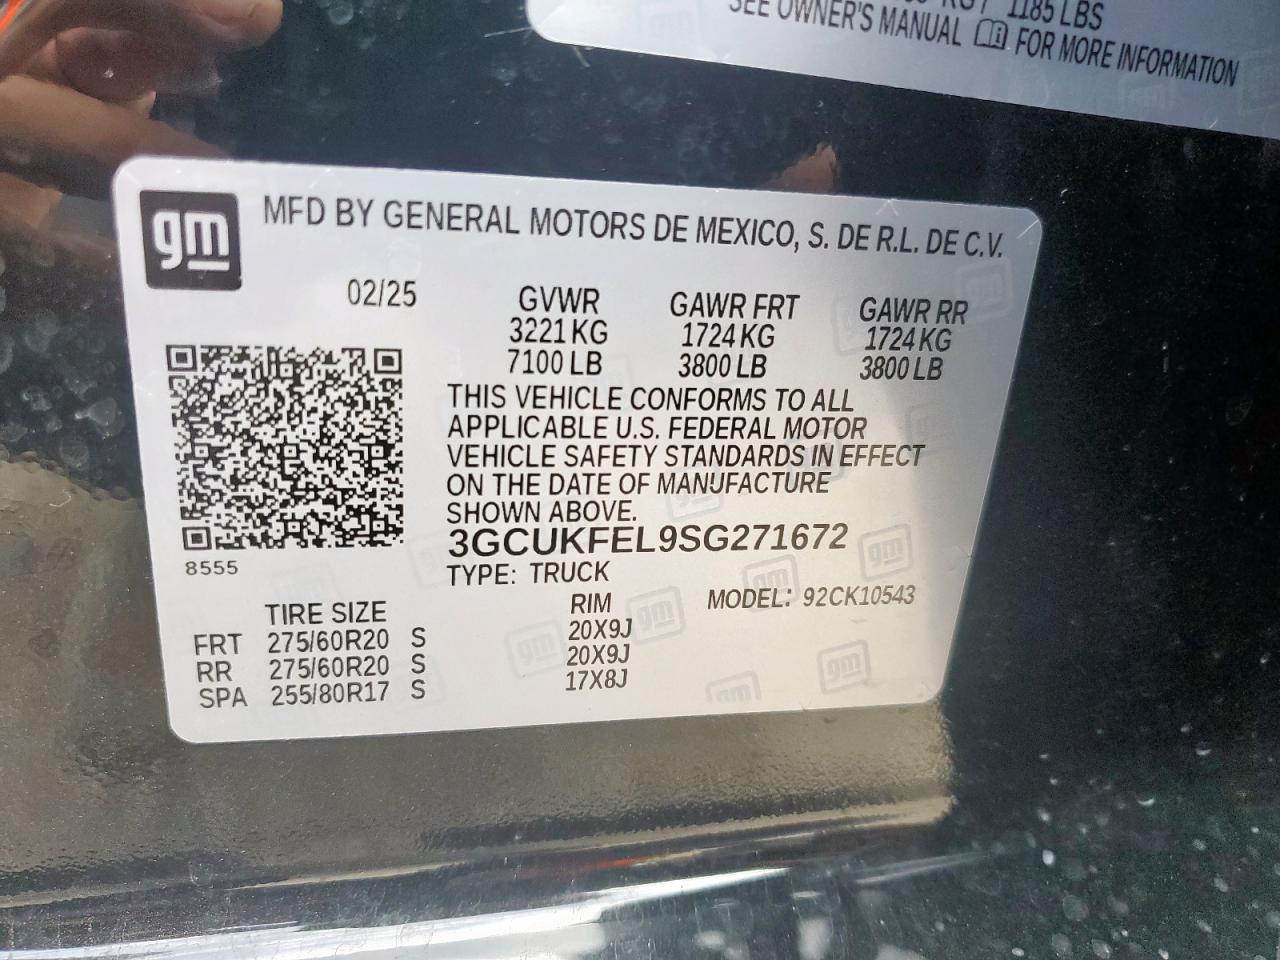 1185 LBS
SEE OWNER'S MANUAL FOR MORE INFORMATION
gm
MFD BY GENERAL MOTORS DE MEXICO, S. DE R.L. DE C.V.
02/25 GVWR GAWR FRT GAWR RR
3221 KG 1724 KG 1724 KG
7100 LB 3800 LB 3800 LB
THIS VEHICLE CONFORMS TO ALL
APPLICABLE U.S. FEDERAL MOTOR
VEHICLE SAFETY STANDARDS IN EFFECT
ON THE DATE OF MANUFACTURE
SHOWN ABOVE.
3GCUKFEL9SG271672
8555
TYPE: TRUCK
MODEL: 92CK10543
TIRE SIZE RIM
FRT 275/60R20 S 20X9J
RR 275/60R20 S 20X9J
SPA 255/80R17 S 17X8J